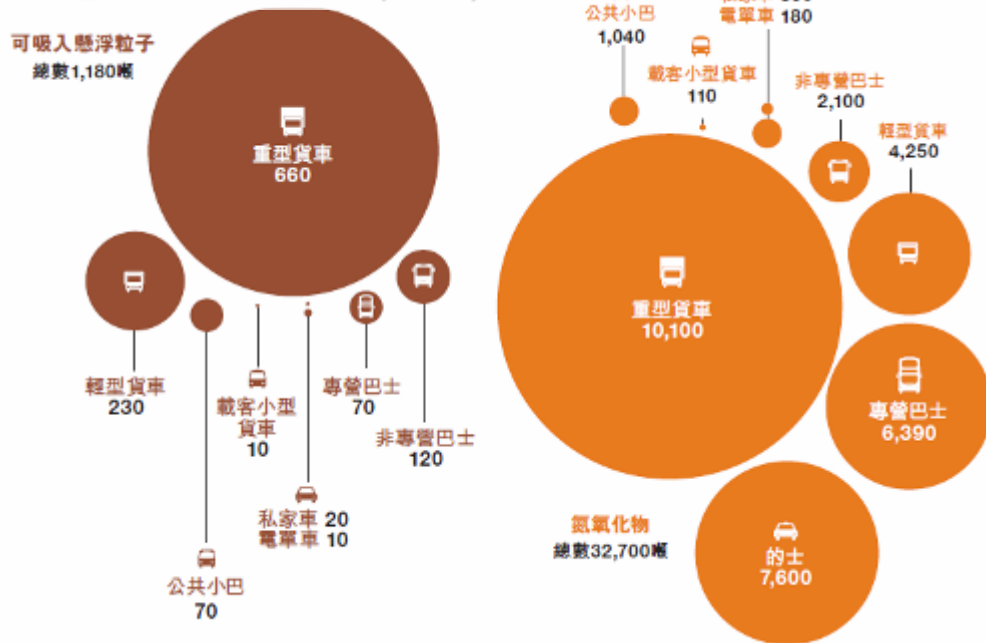 可吸入懸浮粒子
總數1,180噸
重型貨車
660
輕型貨車
230
載客小型
貨車
10
專營巴士
70
非專營巴士
120
私家車 20
電單車 10
公共小巴
70
公共小巴
1,040
載客小型貨車
110
電單車 180
非專營巴士
2,100
輕型貨車
4,250
重型貨車
10,100
專營巴士
6,390
氮氧化物
總數32,700噸
的士
7,600